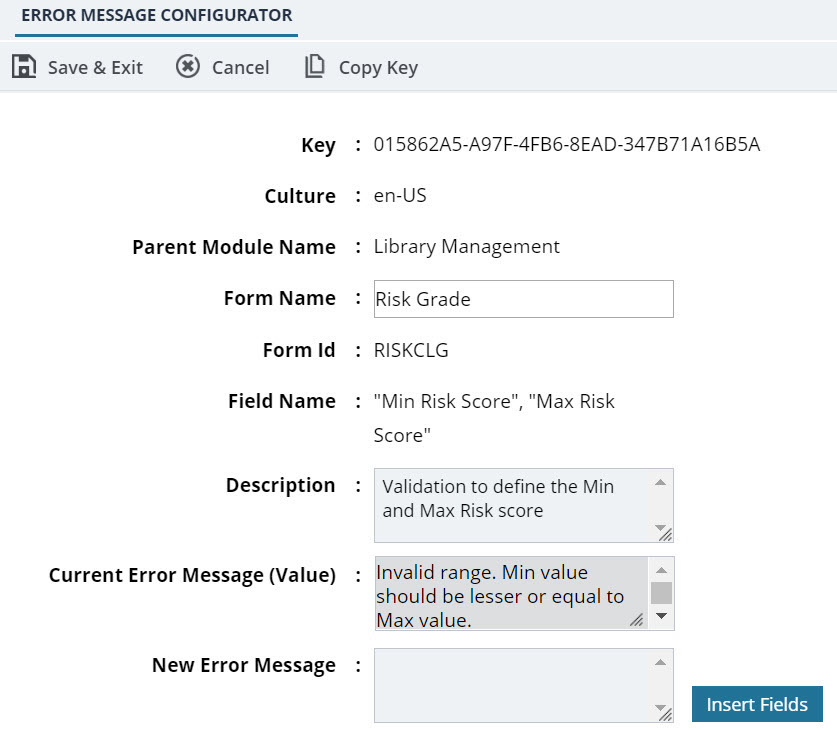 ERROR MESSAGE CONFIGURATOR
Save & Exit Cancel Copy Key
Key : 015862A5-A97F-4FB6-8EAD-347B71A16B5A
Culture : en-US
Parent Module Name : Library Management
Form Name : Risk Grade
Form Id : RISKCLG
Field Name : "Min Risk Score", "Max Risk
Score"
Description : Validation to define the Min
and Max Risk score
Current Error Message (Value) : Invalid range. Min value
should be lesser or equal to
Max value.
New Error Message :
Insert Fields